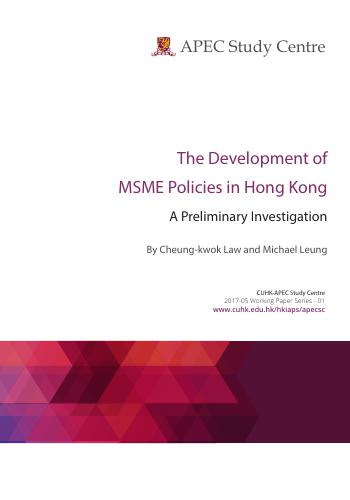 APEC Study Centre
The Development of
MSME Policies in Hong Kong
A Preliminary Investigation
By Cheung-kwok Law and Michael Leung
CUHK-APEC Study Centre
2017-05 Working Paper Series - 01
www.cuhk.edu.hk/hkiaps/apecsc